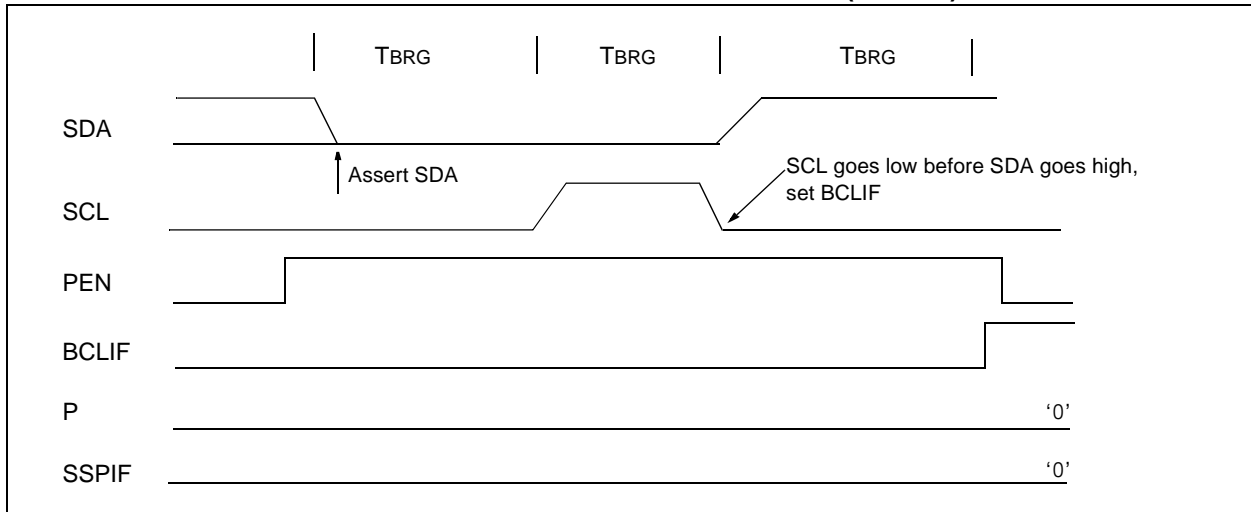 TBRG TBRG TBRG
SDA
Assert SDA
SCL goes low before SDA goes high,
set BCLIF
SCL
PEN
BCLIF
P
‘0’
SSPIF
‘0’